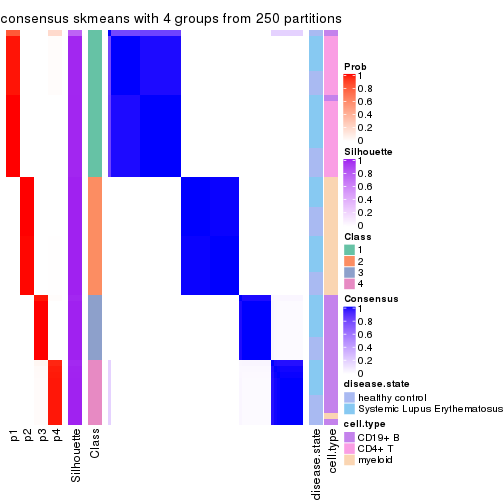 consensus skmeans with 4 groups from 250 partitions
Prob
1
0.8
0.6
0.4
0.2
0
Silhouette
1
0.8
0.6
0.4
0.2
0
Class
1
2
3
4
Consensus
1
0.8
0.6
0.4
0.2
0
disease.state
healthy control
Systemic Lupus Erythematosus
cell.type
CD19+ B
CD4+ T
myeloid
p1
p2
p3
p4
Silhouette
Class
disease.state
cell.type